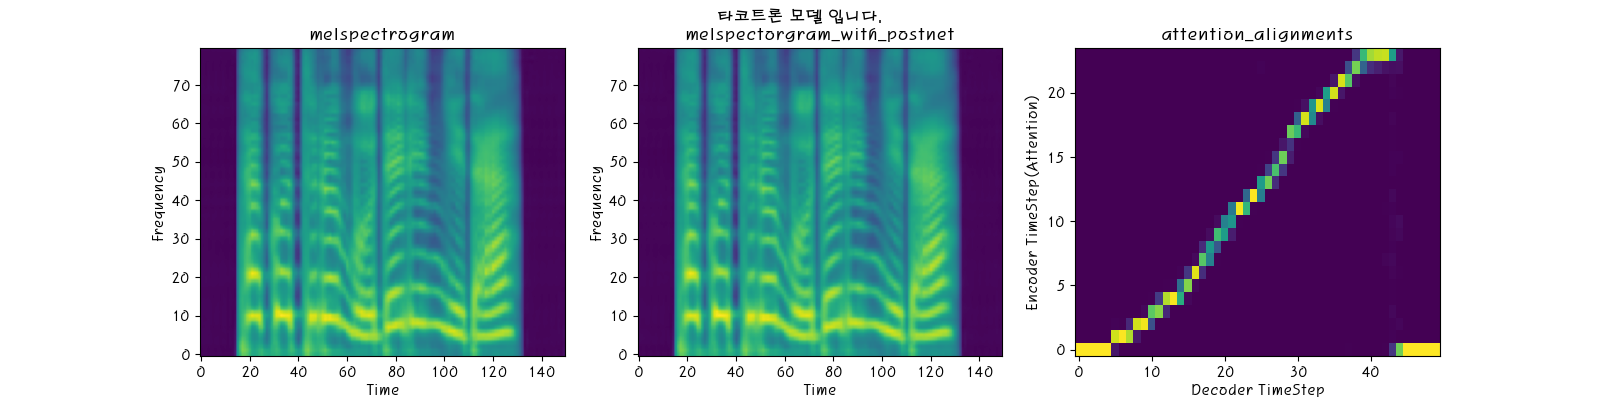 타코트론 모델 입니다.
melspectrogram
melspectorgram_with_postnet
attention_alignments
Frequency
70
60
50
40
30
20
10
0
0 20 40 60 80 100 120 140
Time
Frequency
70
60
50
40
30
20
10
0
0 20 40 60 80 100 120 140
Time
Encoder TimeStep(Attention)
20
15
10
5
0
0 10 20 30 40
Decoder TimeStep